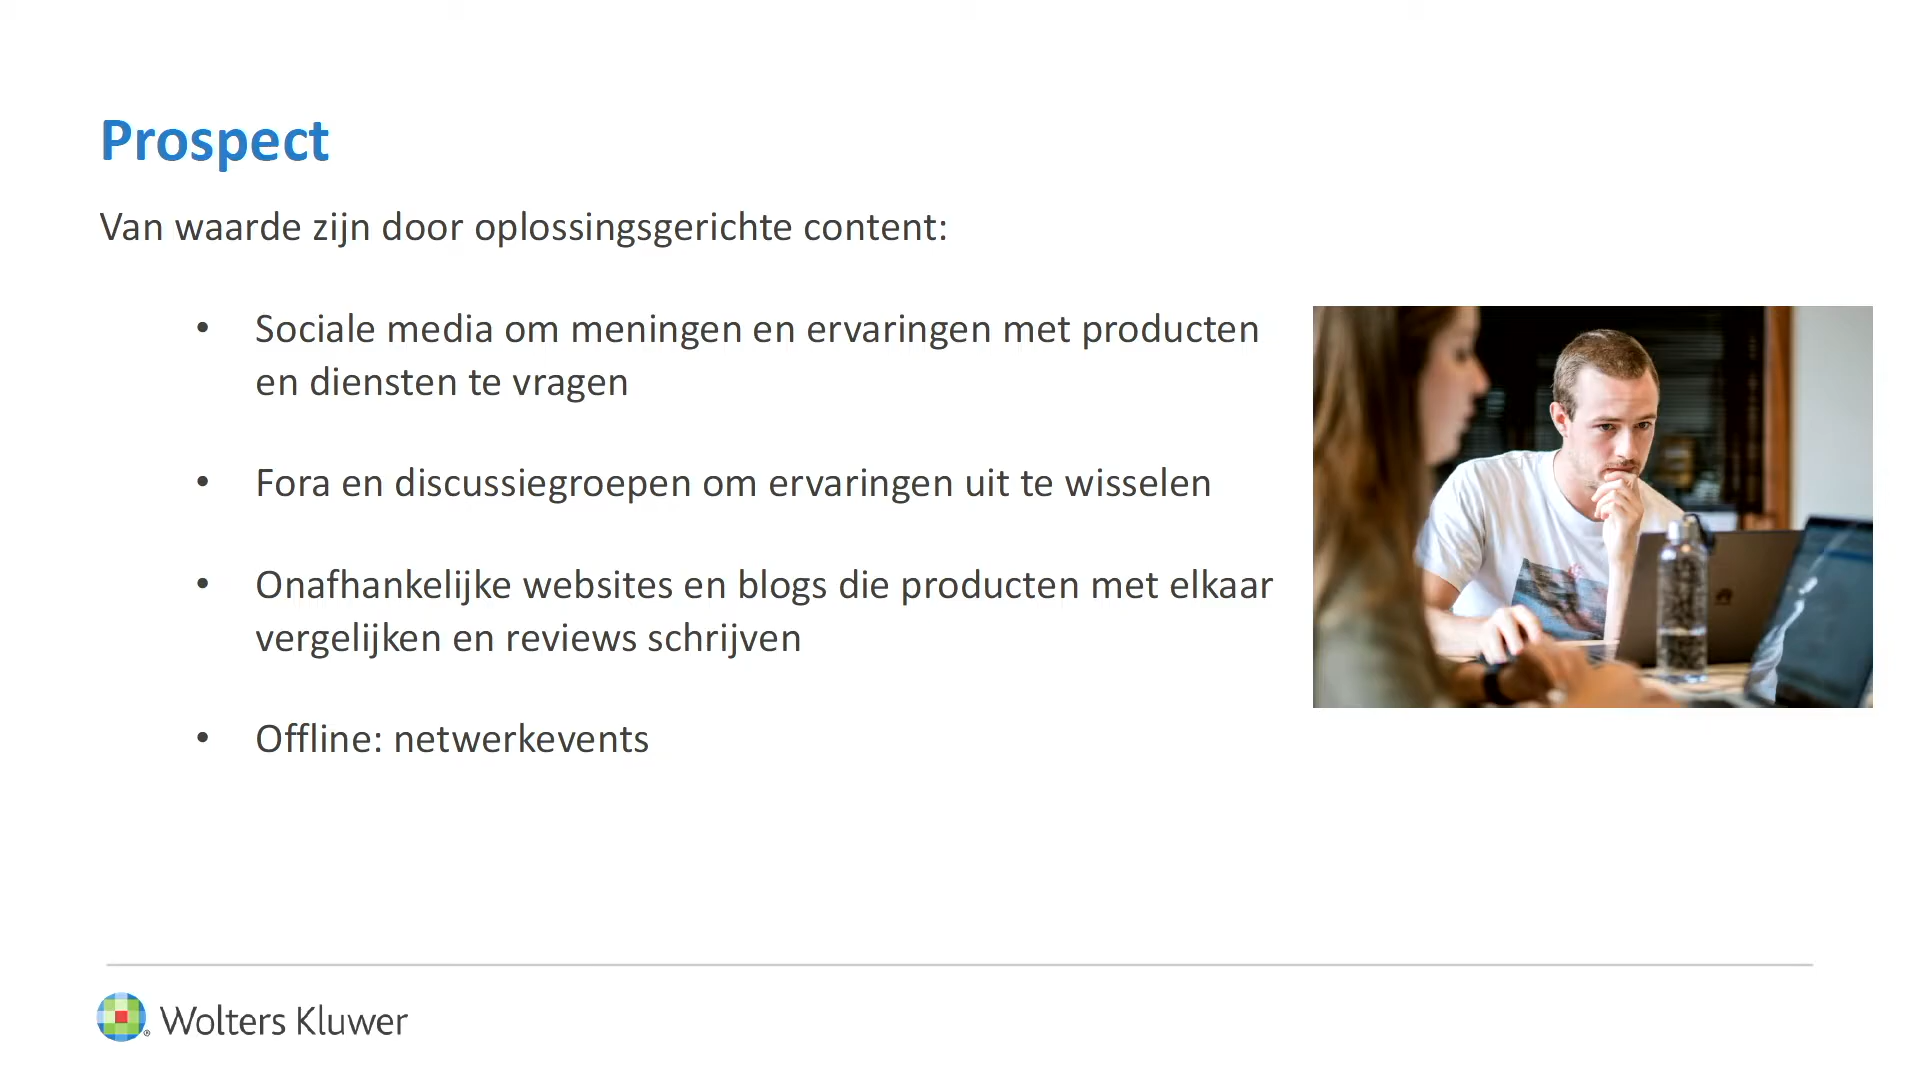 Prospect
Van waarde zijn door oplossingsgerichte content:
• Sociale media om meningen en ervaringen met producten
en diensten te vragen
• Fora en discussiegroepen om ervaringen uit te wisselen
• Onafhankelijke websites en blogs die producten met elkaar
vergelijken en reviews schrijven
• Offline: netwerkevents
Wolters Kluwer